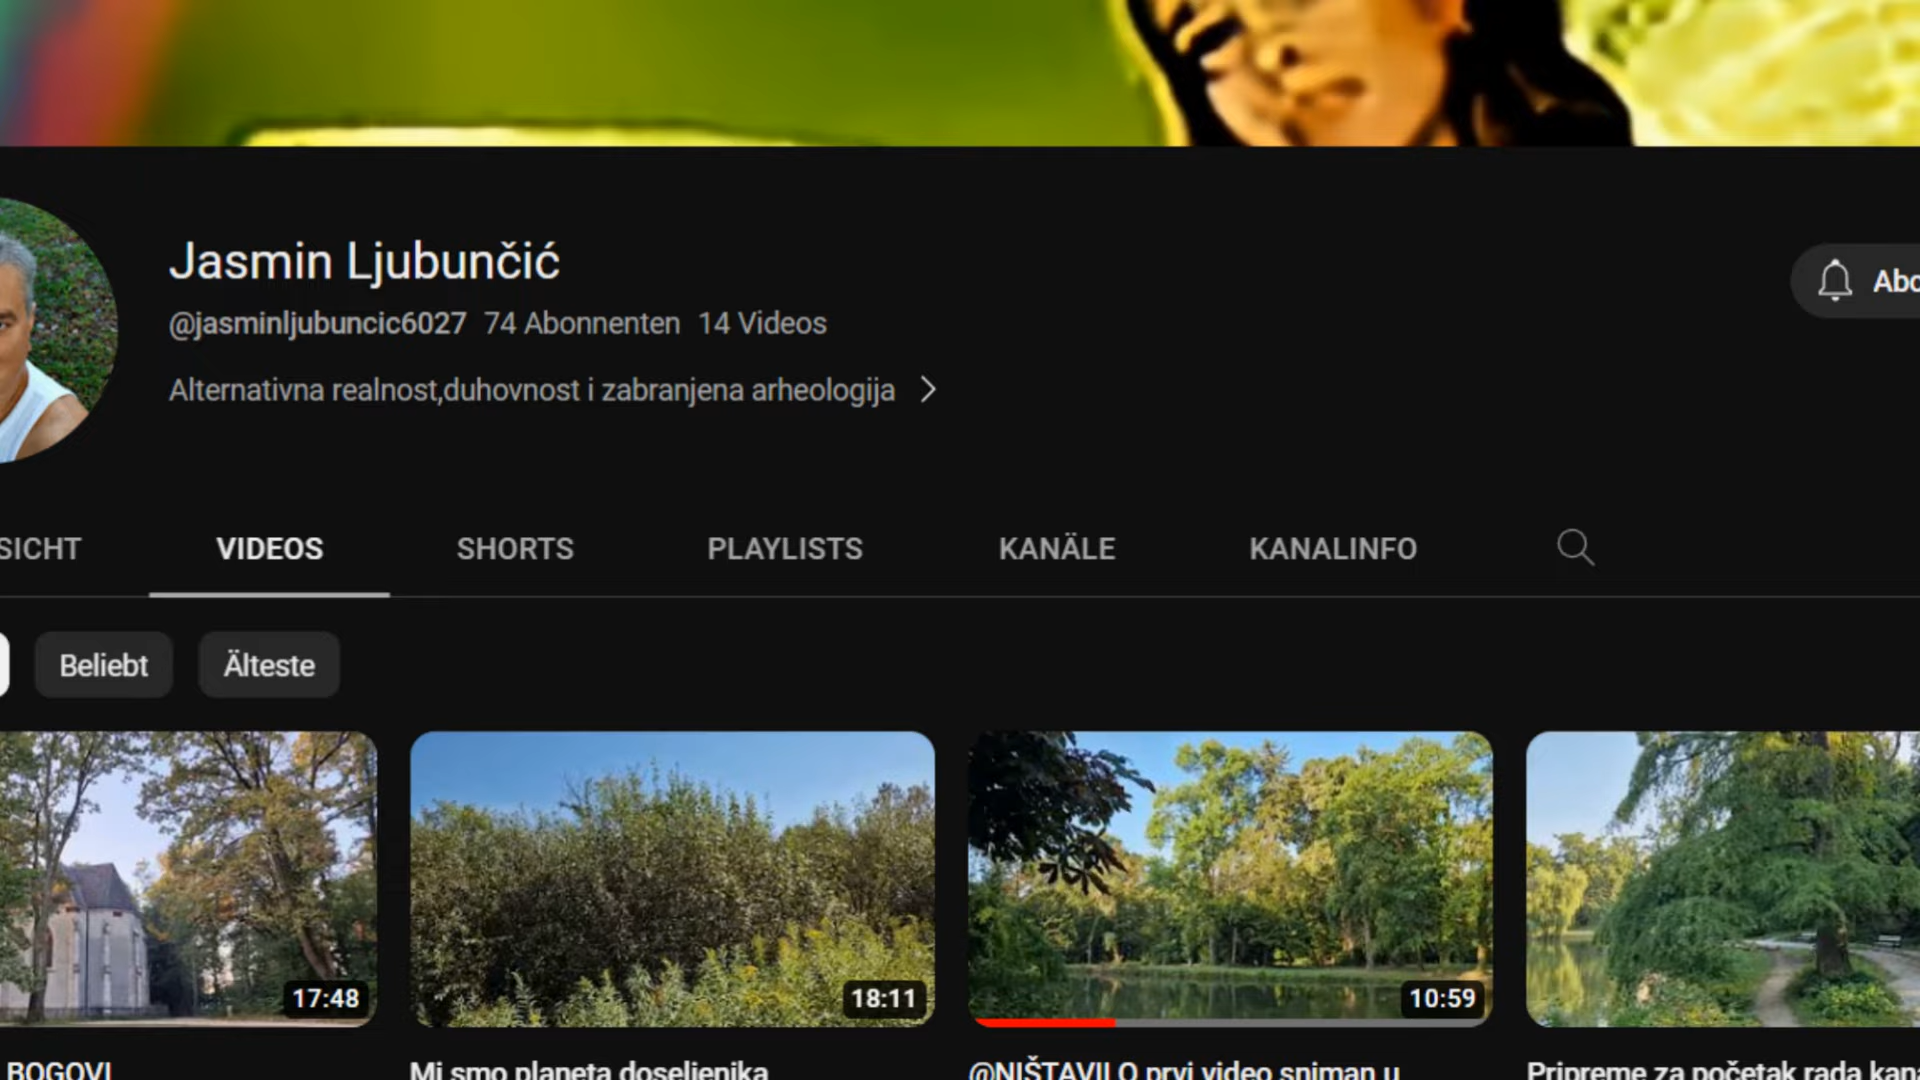 Jasmin Ljubunčić
@jasminljubuncic6027 74 Abonnenten 14 Videos
Alternativna realnost,duhovnost i zabranjena arheologija
Abo
SICHT VIDEOS SHORTS PLAYLISTS KANÄLE KANALINFO
Beliebt Älteste
17:48 18:11 10:59
BOGOVI Mi smo planeta doseljenika @NIŠTAVILO prvi video sniman u Pripreme za početak rada kana